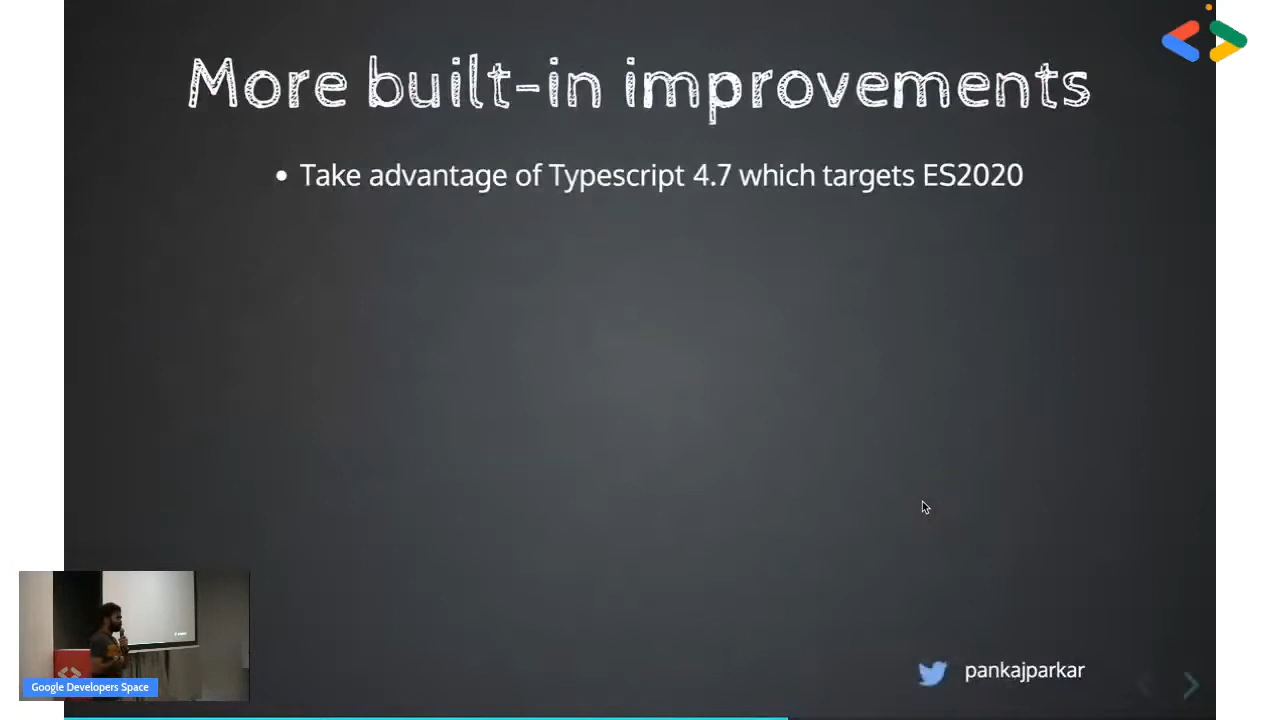 More built-in improvements
• Take advantage of Typescript 4.7 which targets ES2020
pankajparkar
Google Developers Space